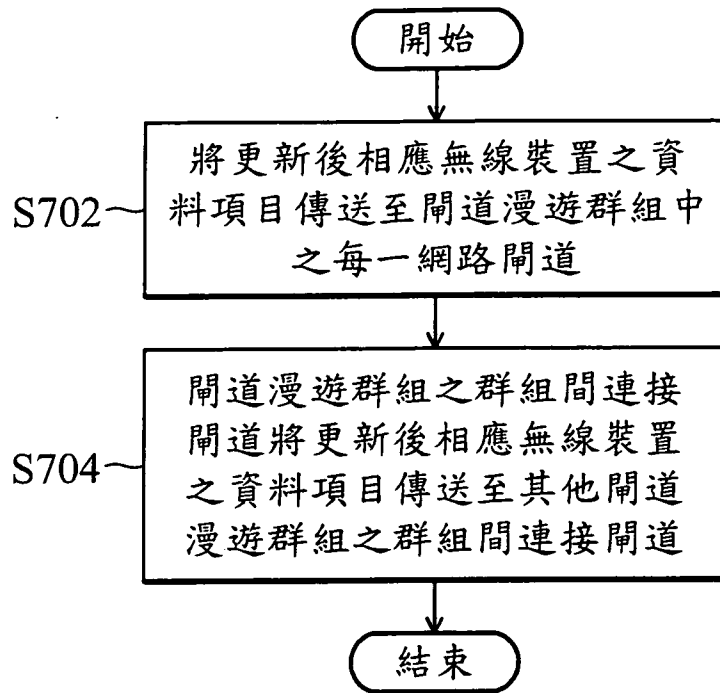 開始
將更新後相應無線裝置之資
S702
料項目傳送至閘道漫遊群組中
之每一網路閘道
閘道漫遊群組之群組間連接
閘道將更新後相應無線裝置
S704
之資料項目傳送至其他閘道
漫遊群組之群組間連接閘道
結束